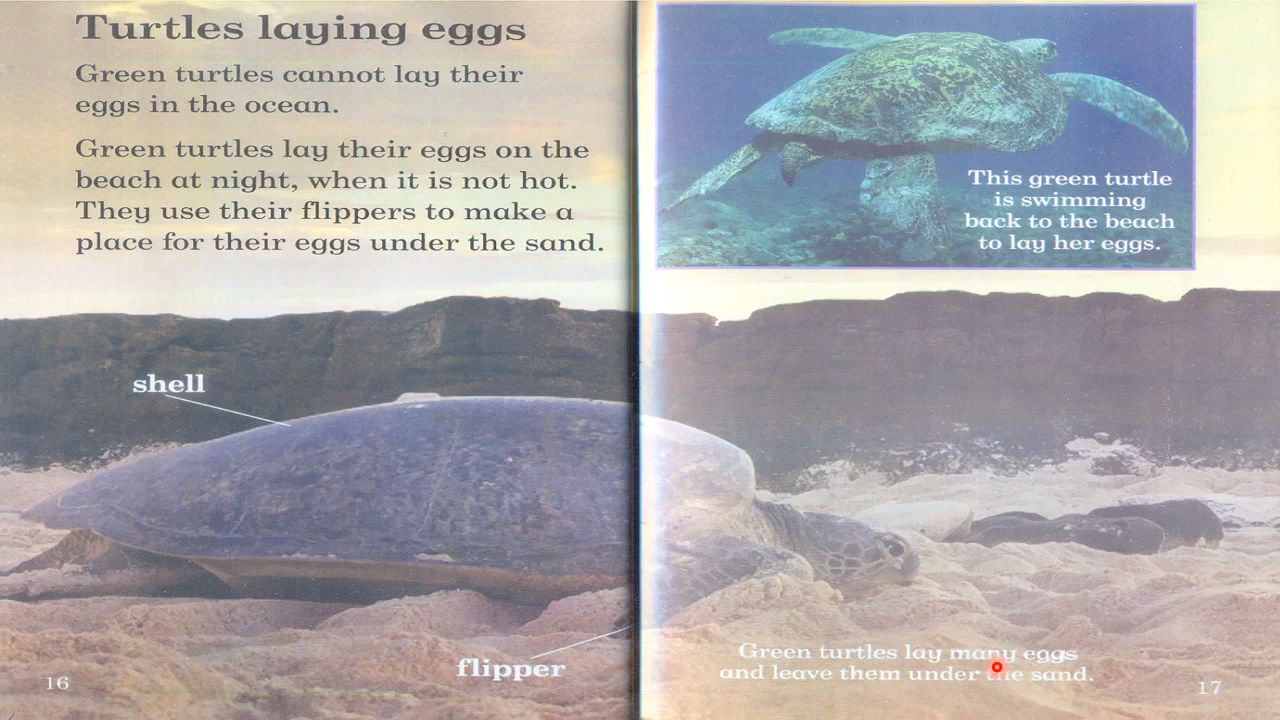 Turtles laying eggs
Green turtles cannot lay their
eggs in the ocean.
Green turtles lay their eggs on the
beach at night, when it is not hot.
They use their flippers to make a
place for their eggs under the sand.
shell
flipper
16
This green turtle
is swimming
back to the beach
to lay her eggs.
Green turtles lay many eggs
and leave them under the sand.
17